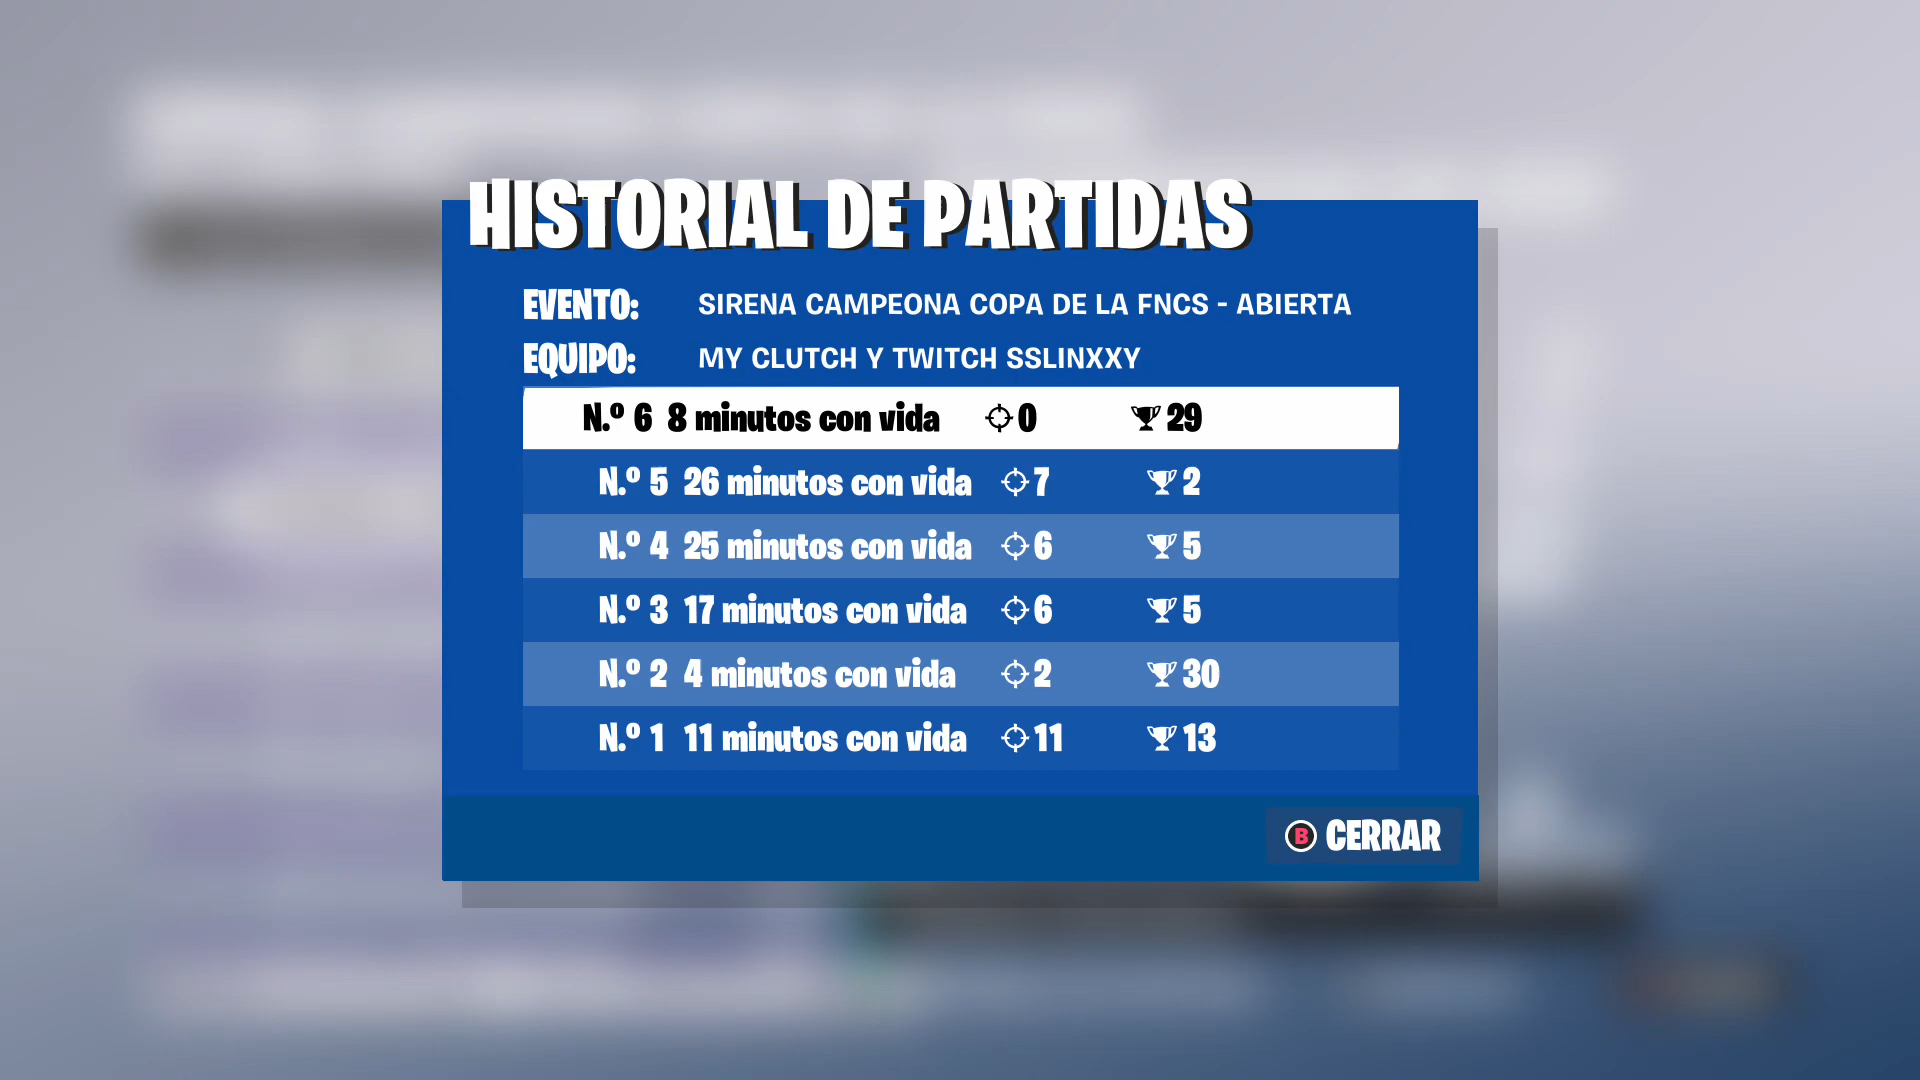 HISTORIAL DE PARTIDAS
EVENTO: SIRENA CAMPEONA COPA DE LA FNCS - ABIERTA
EQUIPO: MY CLUTCH Y TWITCH SSLINXXY
N.º 6 8 minutos con vida 0 29
N.º 5 26 minutos con vida 7 2
N.º 4 25 minutos con vida 6 5
N.º 3 17 minutos con vida 6 5
N.º 2 4 minutos con vida 2 30
N.º 1 11 minutos con vida 11 13
B CERRAR